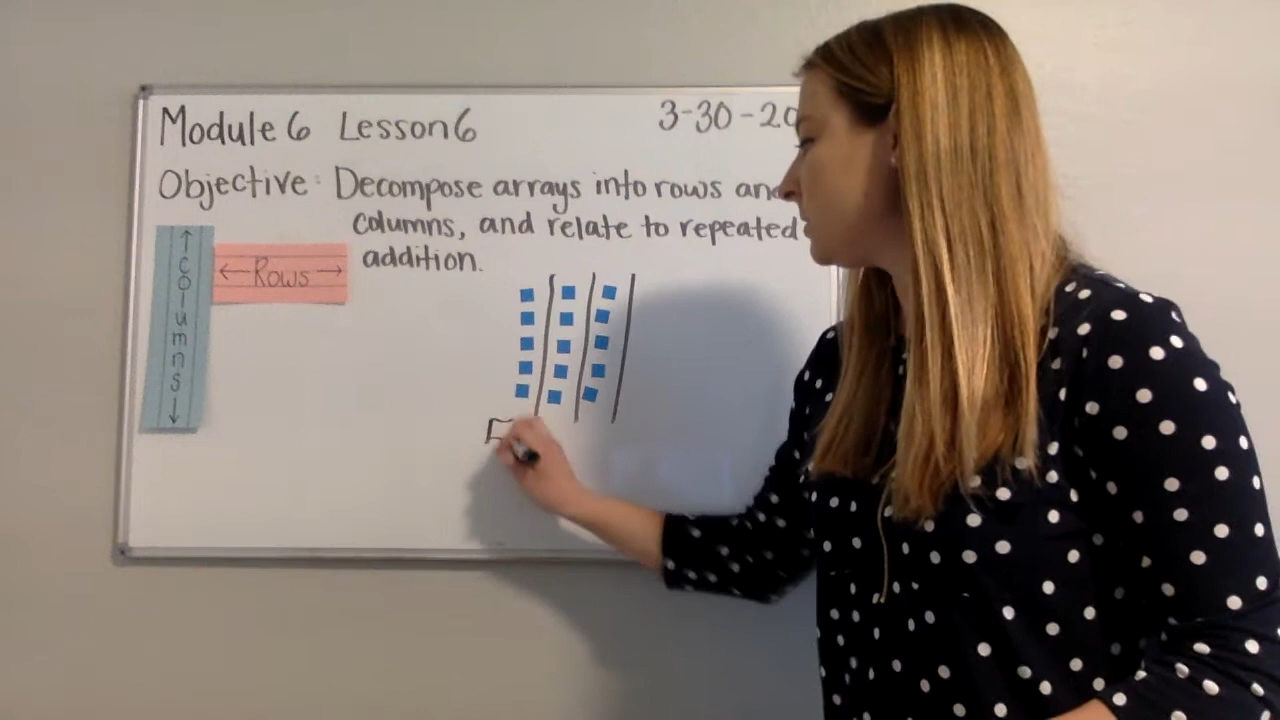 Module 6 Lesson 6
3-30-20
Objective: Decompose arrays into rows and
columns, and relate to repeated
addition.
←Rows→
↑columns↓